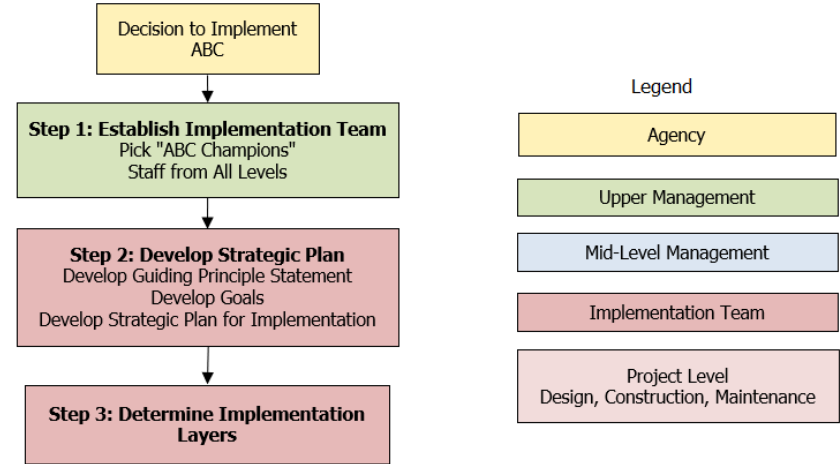 Decision to Implement
ABC
Step 1: Establish Implementation Team
Pick "ABC Champions"
Staff from All Levels
Step 2: Develop Strategic Plan
Develop Guiding Principle Statement
Develop Goals
Develop Strategic Plan for Implementation
Step 3: Determine Implementation
Layers
Legend
Agency
Upper Management
Mid-Level Management
Implementation Team
Project Level
Design, Construction, Maintenance